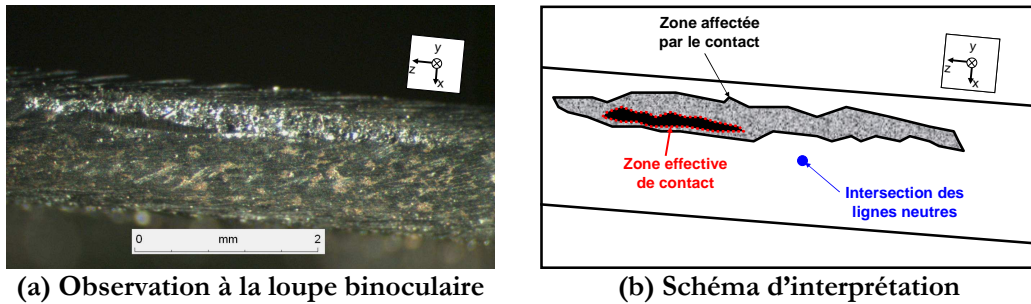 y
z
x
0 mm 2
Zone affectée
par le contact
y
z
x
Zone effective
de contact
Intersection des
lignes neutres
(a) Observation à la loupe binoculaire
(b) Schéma d'interprétation